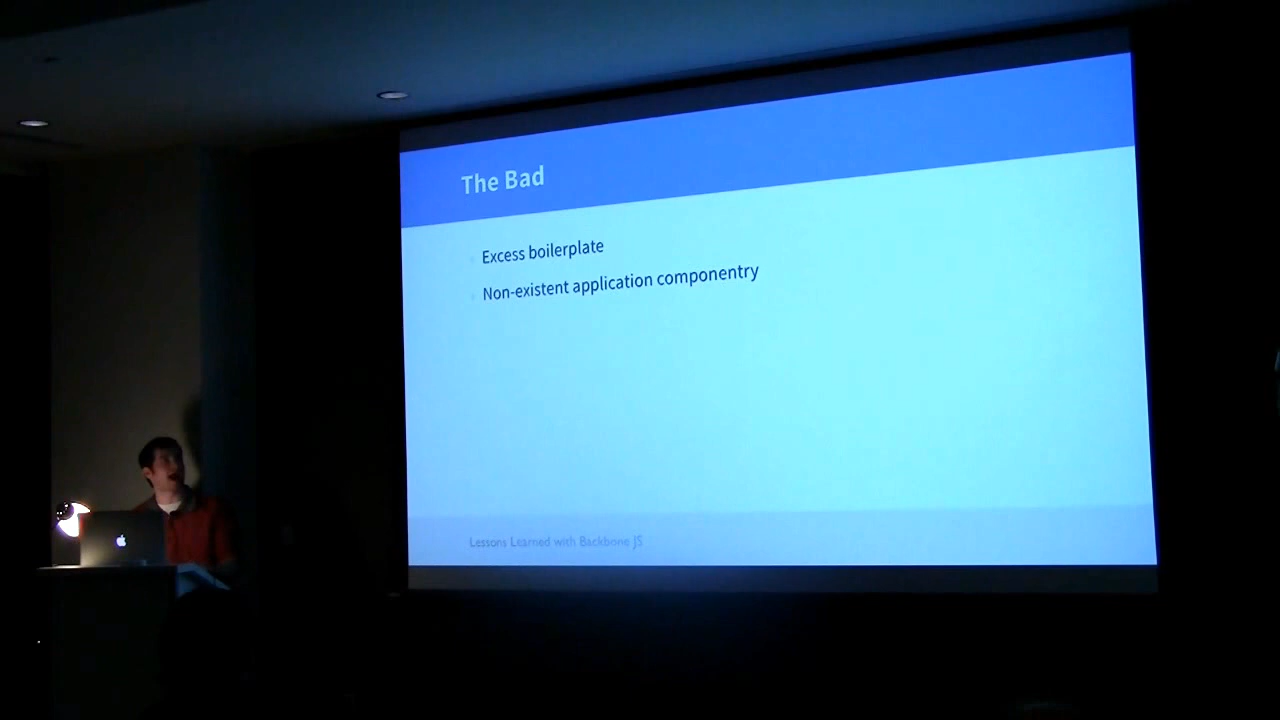 The Bad
Excess boilerplate
Non-existent application componentry
Lessons Learned with Backbone JS